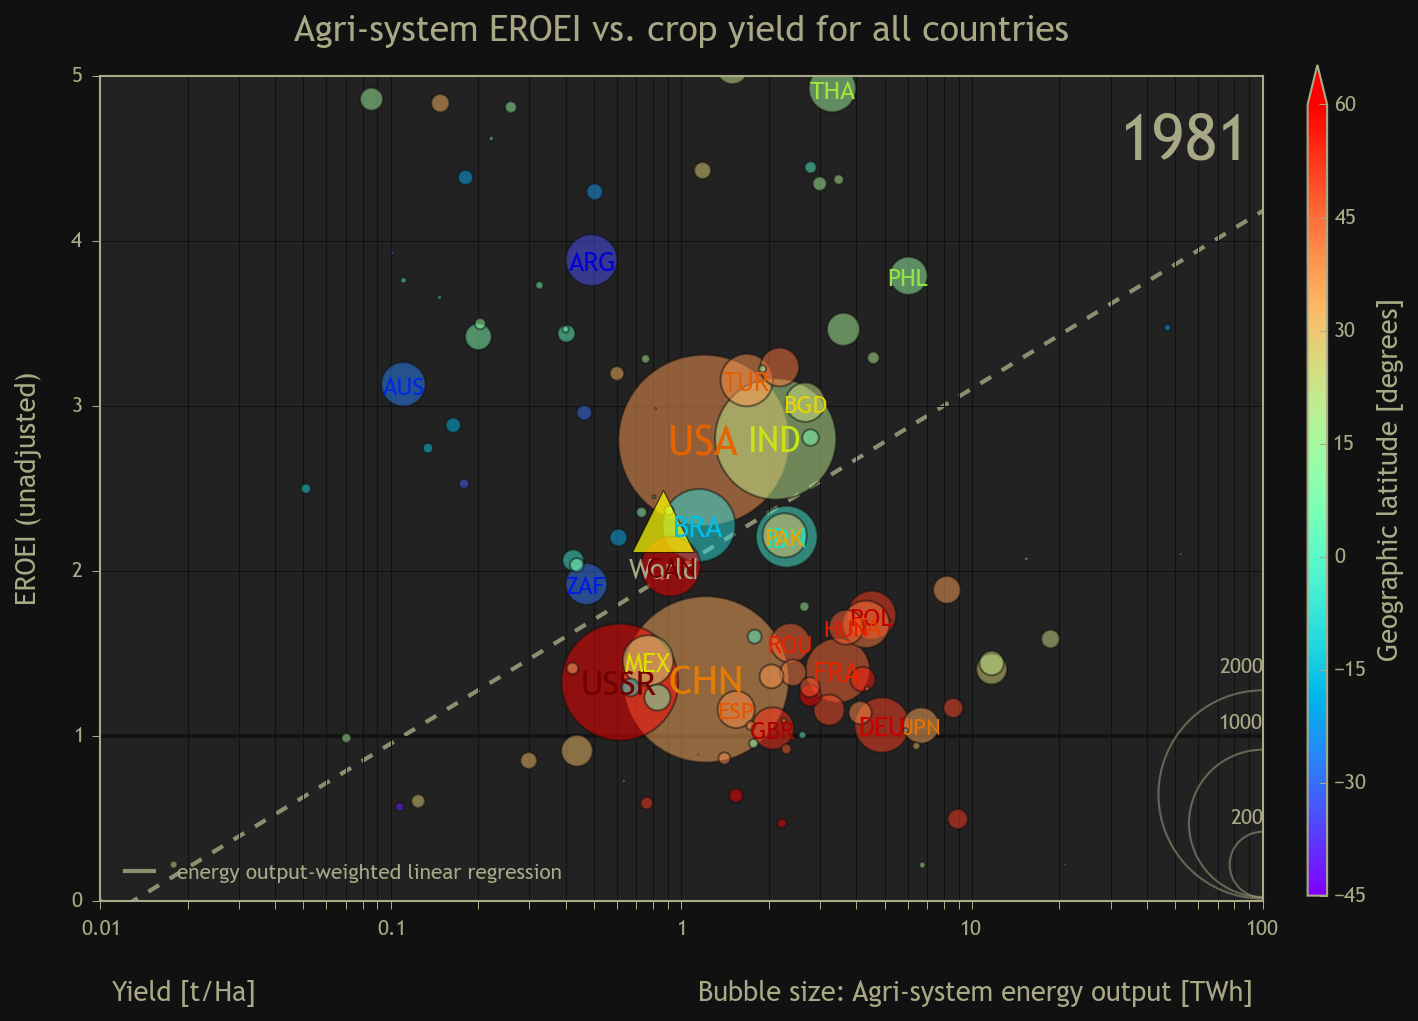 Agri-system EROEI vs. crop yield for all countries
1981
EROEI (unadjusted)
5
4
3
2
1
0
THA
ARG
PHL
AUS
TUR
BGD
USA
IND
BRA
PAK
World
CAN
ZAF
POL
HUN
ROU
MEX
FRA
USSR
CHN
ESP
GBR
DEU
JPN
2000
1000
200
energy output-weighted linear regression
0.01
0.1
1
10
100
Yield [t/Ha]
Bubble size: Agri-system energy output [TWh]
60
45
30
15
0
−15
−30
−45
Geographic latitude [degrees]